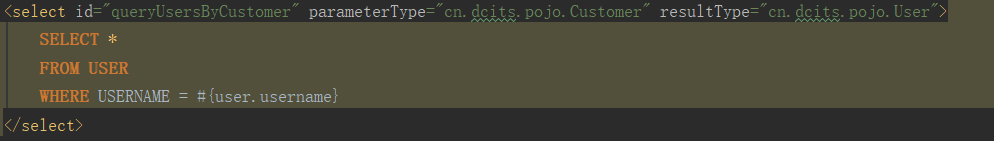 <select id="queryUsersByCustomer" parameterType="cn.dcits.pojo.Customer" resultType="cn.dcits.pojo.User">
SELECT *
FROM USER
WHERE USERNAME = #{user.username}
</select>